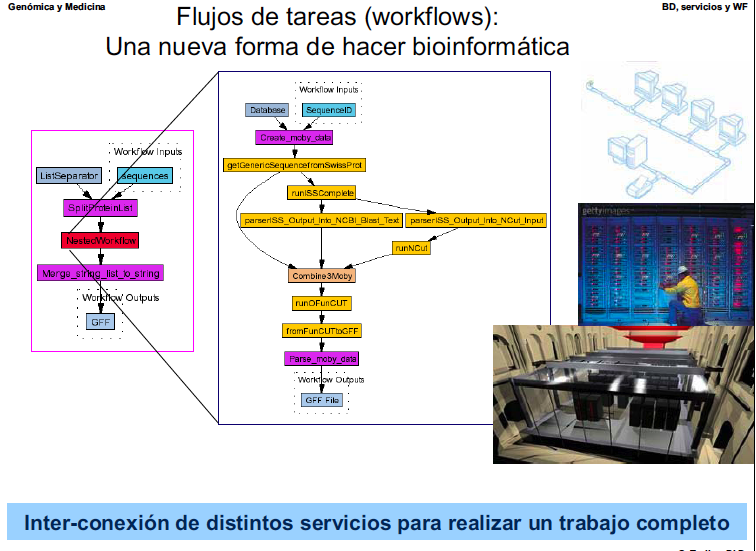 Genómica y Medicina
BD, servicios y WF
Flujos de tareas (workflows):
Una nueva forma de hacer bioinformática
Workflow Inputs
ListSeparator
sequences
SplitProteinList
NestedWorkflow
Merge_string_list_to_string
Workflow Outputs
GFF
Workflow Inputs
Database
SequenceID
Create_moby_data
getGenericSequencefromSwissProt
runISSComplete
parserISS_Output_Into_NCBI_Blast_Text
parserISS_Output_Into_NCut_Input
runNCut
Combine3Moby
runOFunCUT
fromFunCUTtoGFF
Parse_moby_data
Workflow Outputs
GFF File
gettyimages
Inter-conexión de distintos servicios para realizar un trabajo completo